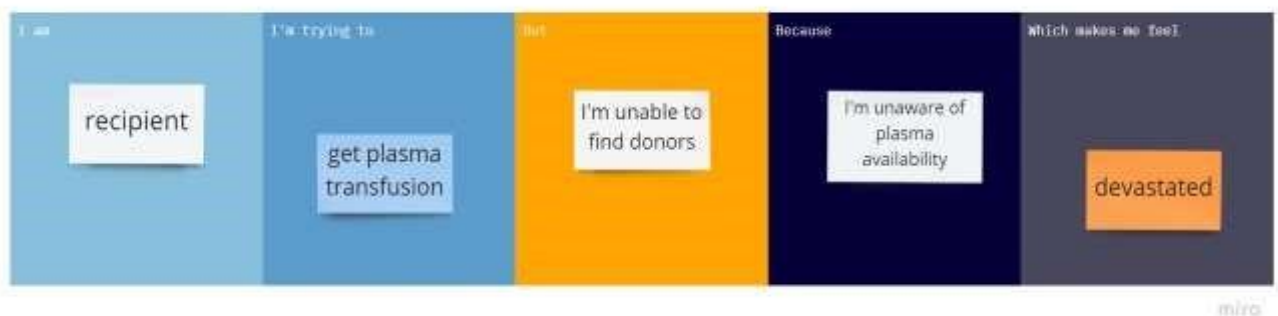 I am
recipient
I'm trying to
get plasma
transfusion
But
I'm unable to
find donors
Because
I'm unaware of
plasma
availability
Which makes me feel
devastated
miro